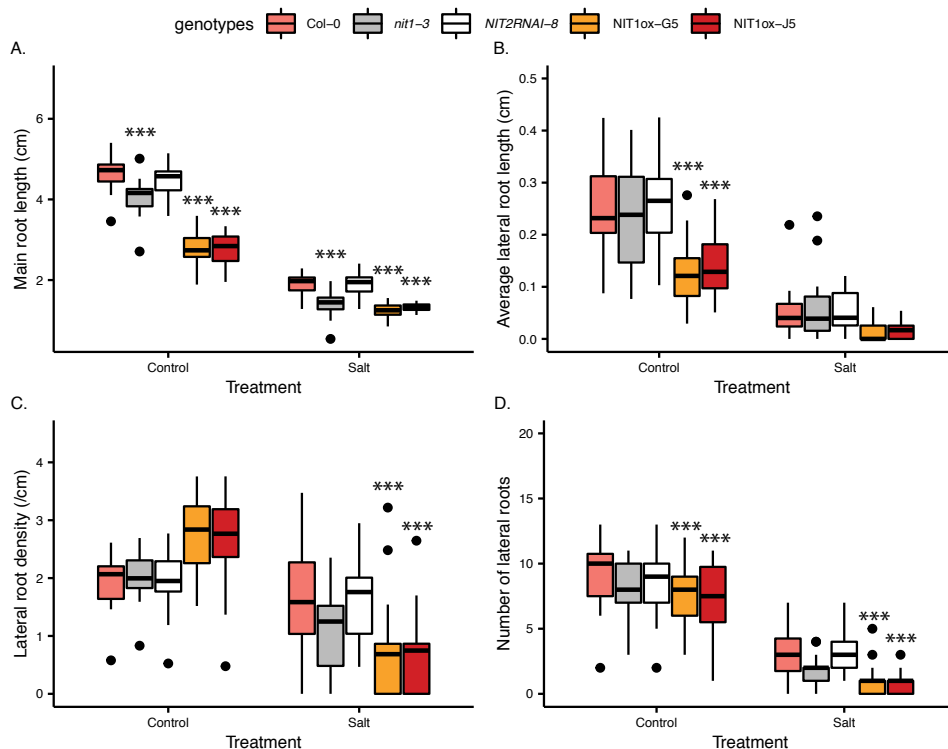 genotypes Col−0 nit1−3 NIT2RNAI−8 NIT1ox−G5 NIT1ox−J5
A.
Main root length (cm)
6
4
2
***
***
***
***
***
***
Control
Salt
Treatment
B.
Average lateral root length (cm)
0.5
0.4
0.3
0.2
0.1
0.0
***
***
Control
Salt
Treatment
C.
Lateral root density (/cm)
4
3
2
1
0
***
***
Control
Salt
Treatment
D.
Number of lateral roots
20
15
10
5
0
***
***
***
***
Control
Salt
Treatment